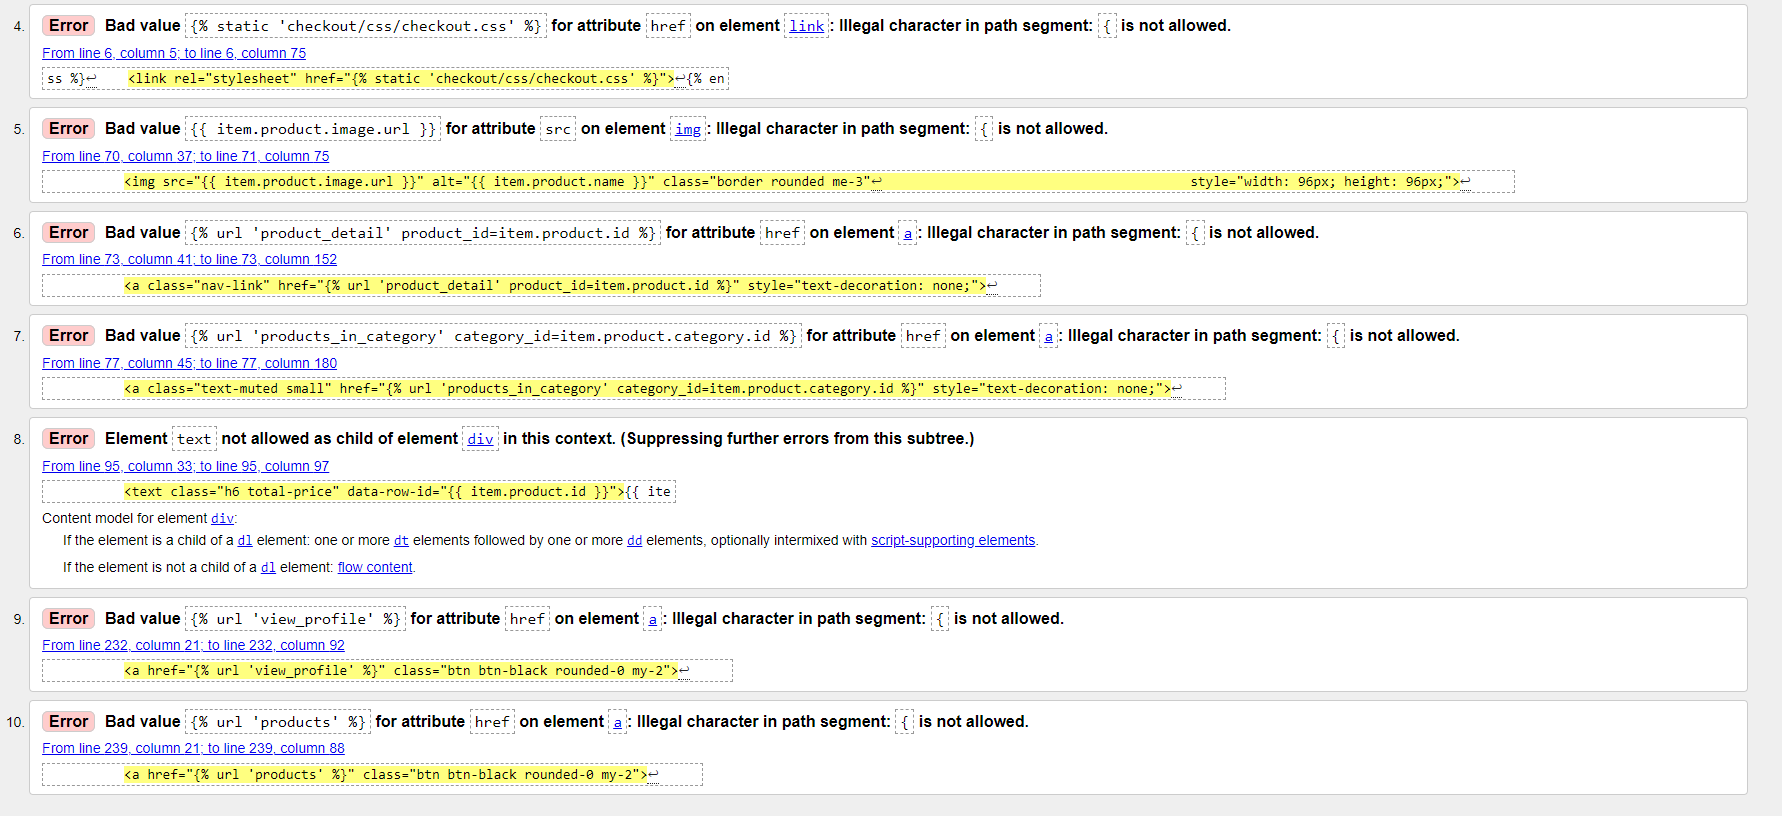 4. Error Bad value {% static 'checkout/css/checkout.css' %} for attribute href on element link: Illegal character in path segment: { is not allowed.
From line 6, column 5; to line 6, column 75
ss %}↩    <link rel="stylesheet" href="{% static 'checkout/css/checkout.css' %}">↩{% en
5. Error Bad value {{ item.product.image.url }} for attribute src on element img: Illegal character in path segment: { is not allowed.
From line 70, column 37; to line 71, column 75
<img src="{{ item.product.image.url }}" alt="{{ item.product.name }}" class="border rounded me-3"↩ style="width: 96px; height: 96px;">↩
6. Error Bad value {% url 'product_detail' product_id=item.product.id %} for attribute href on element a: Illegal character in path segment: { is not allowed.
From line 73, column 41; to line 73, column 152
<a class="nav-link" href="{% url 'product_detail' product_id=item.product.id %}" style="text-decoration: none;">↩
7. Error Bad value {% url 'products_in_category' category_id=item.product.category.id %} for attribute href on element a: Illegal character in path segment: { is not allowed.
From line 77, column 45; to line 77, column 180
<a class="text-muted small" href="{% url 'products_in_category' category_id=item.product.category.id %}" style="text-decoration: none;">↩
8. Error Element text not allowed as child of element div in this context. (Suppressing further errors from this subtree.)
From line 95, column 33; to line 95, column 97
<text class="h6 total-price" data-row-id="{{ item.product.id }}">{{ ite
Content model for element div:
If the element is a child of a dl element: one or more dt elements followed by one or more dd elements, optionally intermixed with script-supporting elements.
If the element is not a child of a dl element: flow content.
9. Error Bad value {% url 'view_profile' %} for attribute href on element a: Illegal character in path segment: { is not allowed.
From line 232, column 21; to line 232, column 92
<a href="{% url 'view_profile' %}" class="btn btn-black rounded-0 my-2">↩
10. Error Bad value {% url 'products' %} for attribute href on element a: Illegal character in path segment: { is not allowed.
From line 239, column 21; to line 239, column 88
<a href="{% url 'products' %}" class="btn btn-black rounded-0 my-2">↩